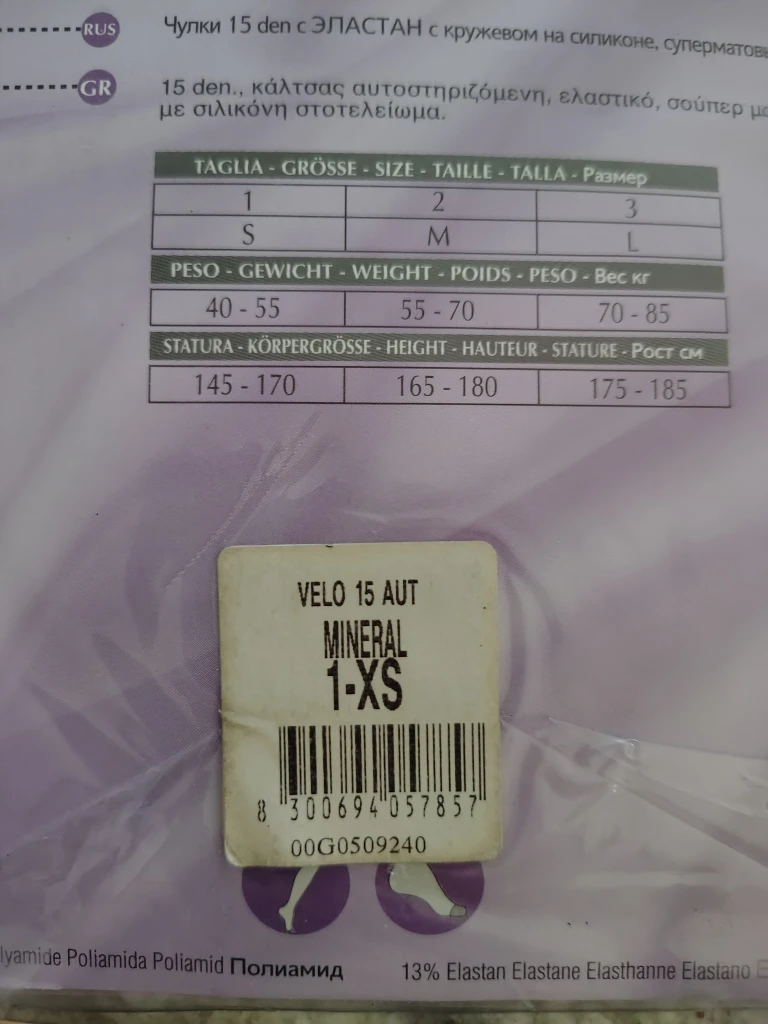 RUS
Чулки 15 den с ЭЛАСТАН с кружевом на силиконе,
GR
15 den., κάλτσας αυτοστηριζόμενη, ελαστικό, σούπερ
με σιλικόνη στοτελείωμα.
TAGLIA - GRÖSSE - SIZE - TAILLE - TALLA - Размер
1 2 3
S M L
PESO - GEWICHT - WEIGHT - POIDS - PESO - Вес кг
40 - 55 55 - 70 70 - 85
STATURA - KÖRPERGRÖSSE - HEIGHT - HAUTEUR - STATURE - Рост см
145 - 170 165 - 180 175 - 185
VELO 15 AUT
MINERAL
1-XS
8 300694 057857
00G0509240
lyamide Poliamida Poliamid Полиамид 13% Elastan Elastane Elasthanne Elastano